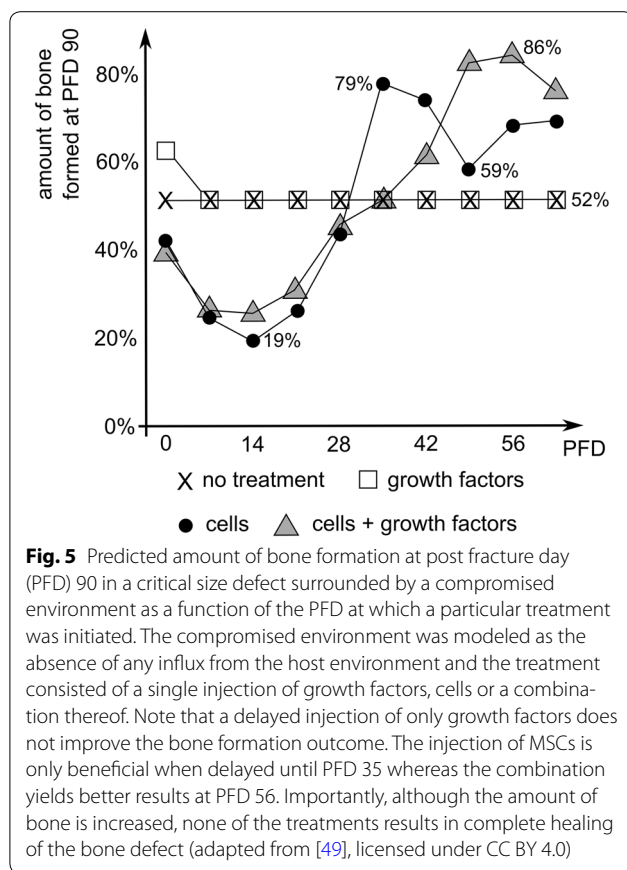 amount of bone
formed at PFD 90
80%
60%
40%
20%
0%
79%
86%
59%
52%
19%
0 14 28 42 56 PFD
X no treatment □ growth factors
● cells ▲ cells + growth factors
Fig. 5 Predicted amount of bone formation at post fracture day
(PFD) 90 in a critical size defect surrounded by a compromised
environment as a function of the PFD at which a particular treatment
was initiated. The compromised environment was modeled as the
absence of any influx from the host environment and the treatment
consisted of a single injection of growth factors, cells or a combina-
tion thereof. Note that a delayed injection of only growth factors does
not improve the bone formation outcome. The injection of MSCs is
only beneficial when delayed until PFD 35 whereas the combination
yields better results at PFD 56. Importantly, although the amount of
bone is increased, none of the treatments results in complete healing
of the bone defect (adapted from [49], licensed under CC BY 4.0)